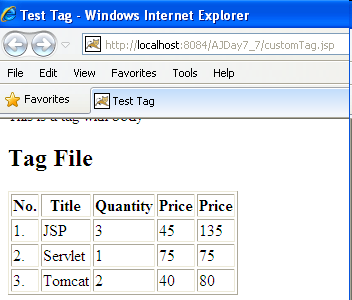 Test Tag - Windows Internet Explorer
http://localhost:8084/AJDay7_7/customTag.jsp
File Edit View Favorites Tools Help
Favorites Test Tag
This is a tag with body
Tag File
No. Title Quantity Price Price
1. JSP 3 45 135
2. Servlet 1 75 75
3. Tomcat 2 40 80